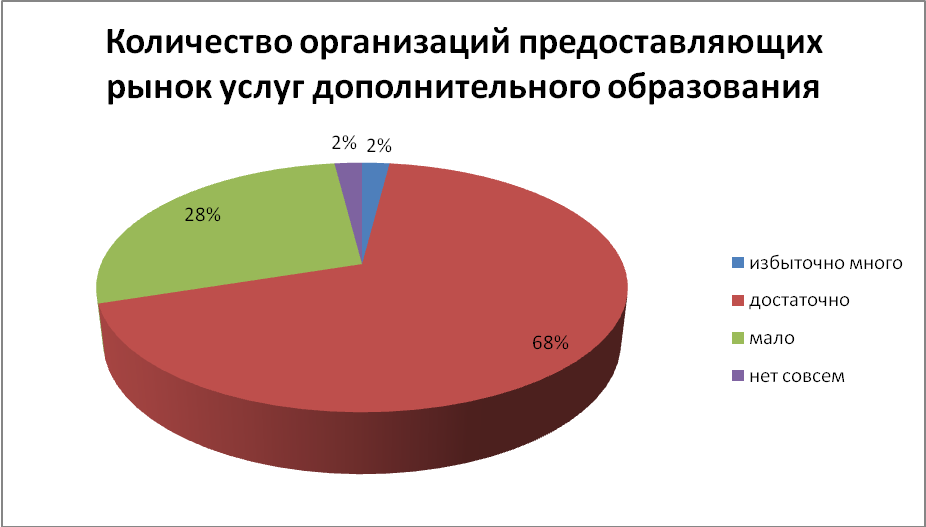 Количество организаций предоставляющих
рынок услуг дополнительного образования
2%
2%
28%
68%
избыточно много
достаточно
мало
нет совсем